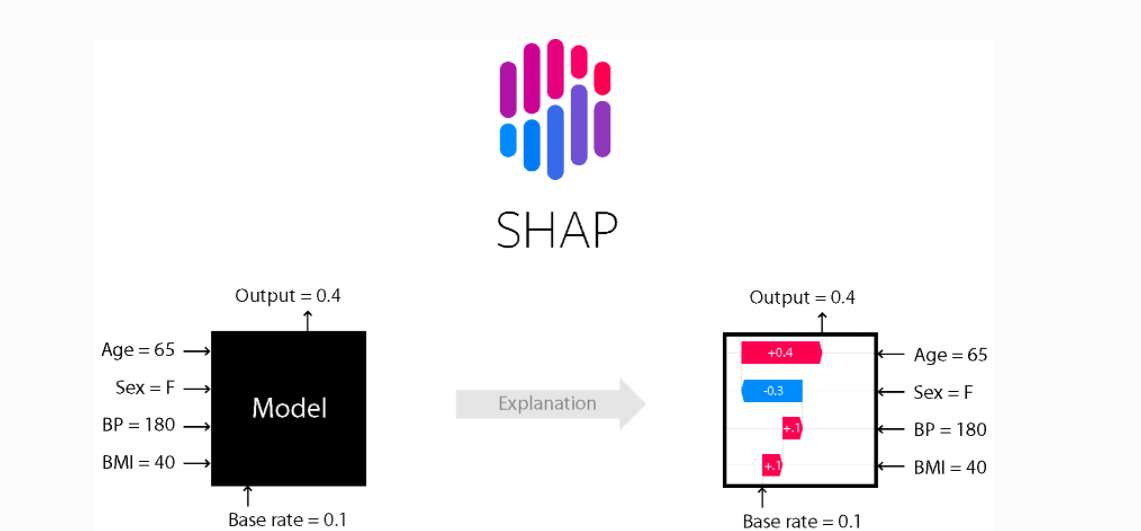 SHAP
Output = 0.4
Age = 65
Sex = F
BP = 180
BMI = 40
Model
Base rate = 0.1
Explanation
Output = 0.4
+0.4
-0.3
+.1
+.1
Age = 65
Sex = F
BP = 180
BMI = 40
Base rate = 0.1